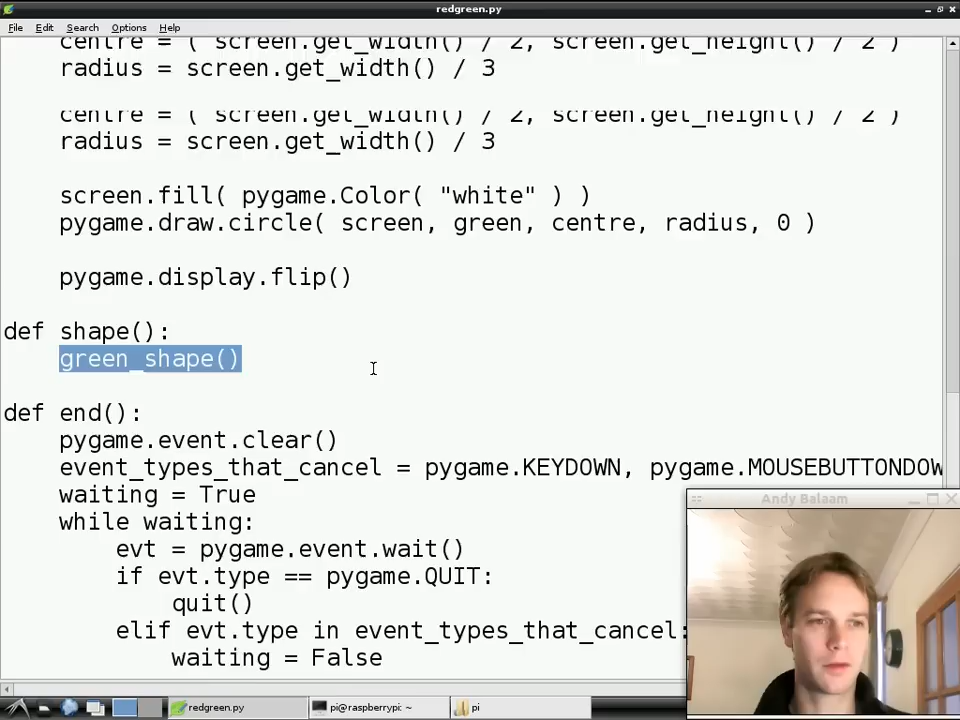 redgreen.py
File Edit Search Options Help
centre = ( screen.get_width() / 2, screen.get_height() / 2 )
radius = screen.get_width() / 3
centre = ( screen.get_width() / 2, screen.get_height() / 2 )
radius = screen.get_width() / 3
screen.fill( pygame.Color( "white" ) )
pygame.draw.circle( screen, green, centre, radius, 0 )
pygame.display.flip()
def shape():
green_shape()
def end():
pygame.event.clear()
event_types_that_cancel = pygame.KEYDOWN, pygame.MOUSEBUTTONDOW
waiting = True
while waiting:
evt = pygame.event.wait()
if evt.type == pygame.QUIT:
quit()
elif evt.type in event_types_that_cancel:
waiting = False
Andy Balaam
redgreen.py pi@raspberrypi: ~ pi